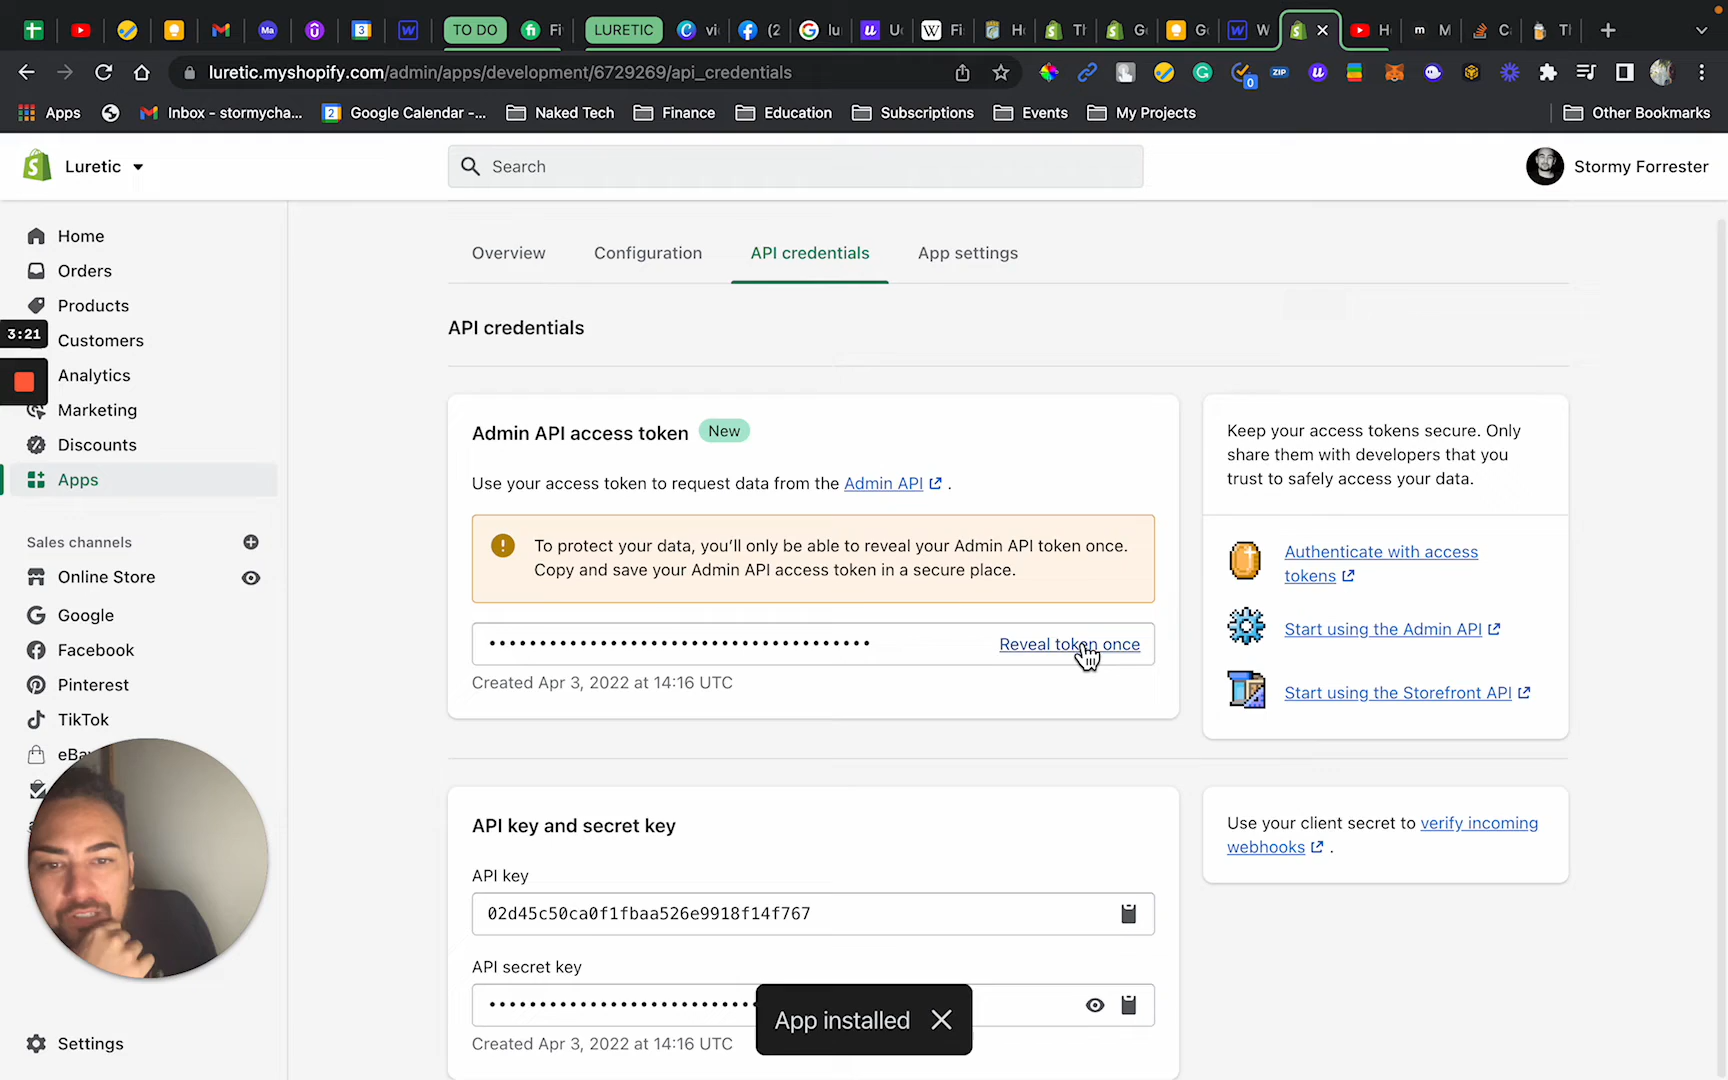 TO DO
Fi
LURETIC
vi
(2
lu
Uc
Fi
Ho
Th
Go
Go
W
H
M
C
Th
luretic.myshopify.com/admin/apps/development/6729269/api_credentials
0
ZIP
Apps
Inbox - stormycha...
Google Calendar -...
Naked Tech
Finance
Education
Subscriptions
Events
My Projects
Other Bookmarks
Luretic
Search
Stormy Forrester
Home
Orders
Products
3:21
Customers
Analytics
Marketing
Discounts
Apps
Sales channels
Online Store
Google
Facebook
Pinterest
TikTok
eBa
Settings
Overview
Configuration
API credentials
App settings
API credentials
Admin API access token New
Use your access token to request data from the Admin API .
To protect your data, you’ll only be able to reveal your Admin API token once.
Copy and save your Admin API access token in a secure place.
•••••••••••••••••••••••••••••••••••••• Reveal token once
Created Apr 3, 2022 at 14:16 UTC
Keep your access tokens secure. Only
share them with developers that you
trust to safely access your data.
Authenticate with access
tokens
Start using the Admin API
Start using the Storefront API
API key and secret key
API key
02d45c50ca0f1fbaa526e9918f14f767
API secret key
Created Apr 3, 2022 at 14:16 UTC
Use your client secret to verify incoming
webhooks .
App installed